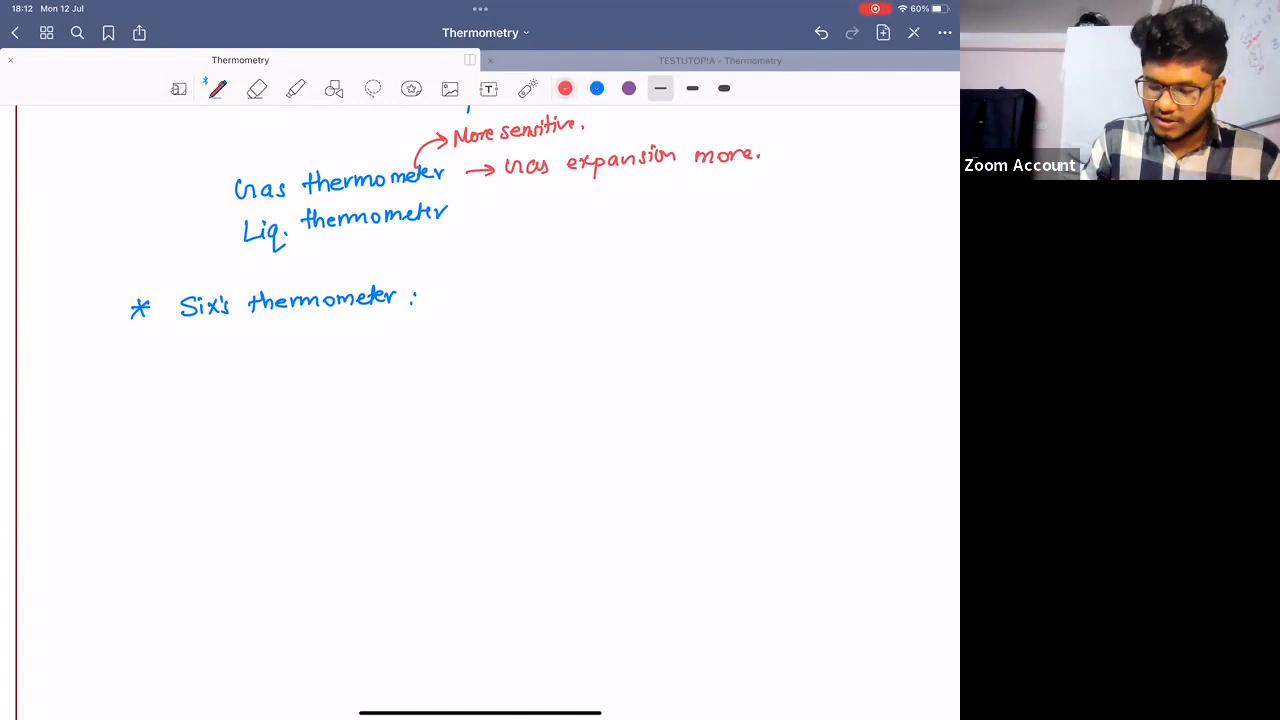 18:12 Mon 12 Jul
60%
Thermometry
Thermometry
TESTUTOPIA - Thermometry
T
More sensitive.
Gas thermometer → Gas expansion more.
Liq. thermometer
* Six's thermometer :
Zoom Account